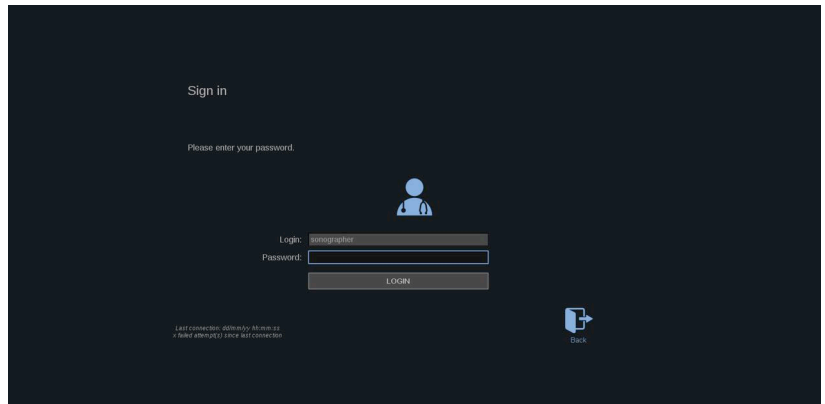 Sign in
Please enter your password.
Login: sonographer
Password:
LOGIN
Last connection: dd/mm/yy hh:mm:ss
x failed attempt(s) since last connection
Back